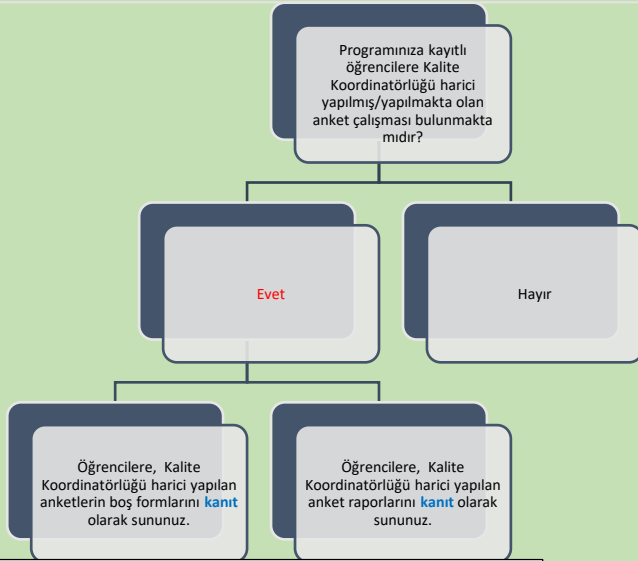 Programınıza kayıtlı
öğrencilere Kalite
Koordinatörlüğü harici
yapılmış/yapılmakta olan
anket çalışması bulunmakta
mıdır?
Evet
Hayır
Öğrencilere, Kalite
Koordinatörlüğü harici yapılan
anketlerin boş formlarını kanıt
olarak sununuz.
Öğrencilere, Kalite
Koordinatörlüğü harici yapılan
anket raporlarını kanıt olarak
sununuz.